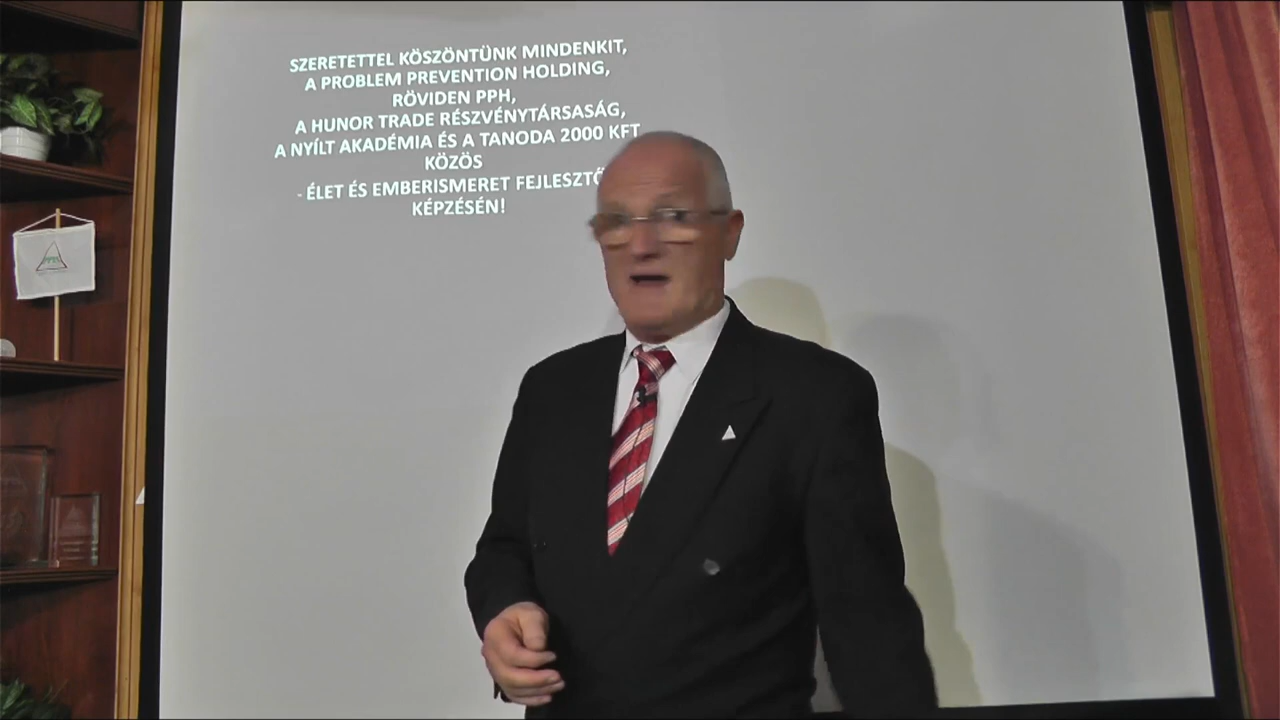 SZERETETTEL KÖSZÖNTÜNK MINDENKIT,
A PROBLEM PREVENTION HOLDING,
RÖVIDEN PPH,
A HUNOR TRADE RÉSZVÉNYTÁRSASÁG,
A NYÍLT AKADÉMIA ÉS A TANODA 2000 KFT
KÖZÖS
- ÉLET ÉS EMBERISMERET
KÉPZÉSÉN!